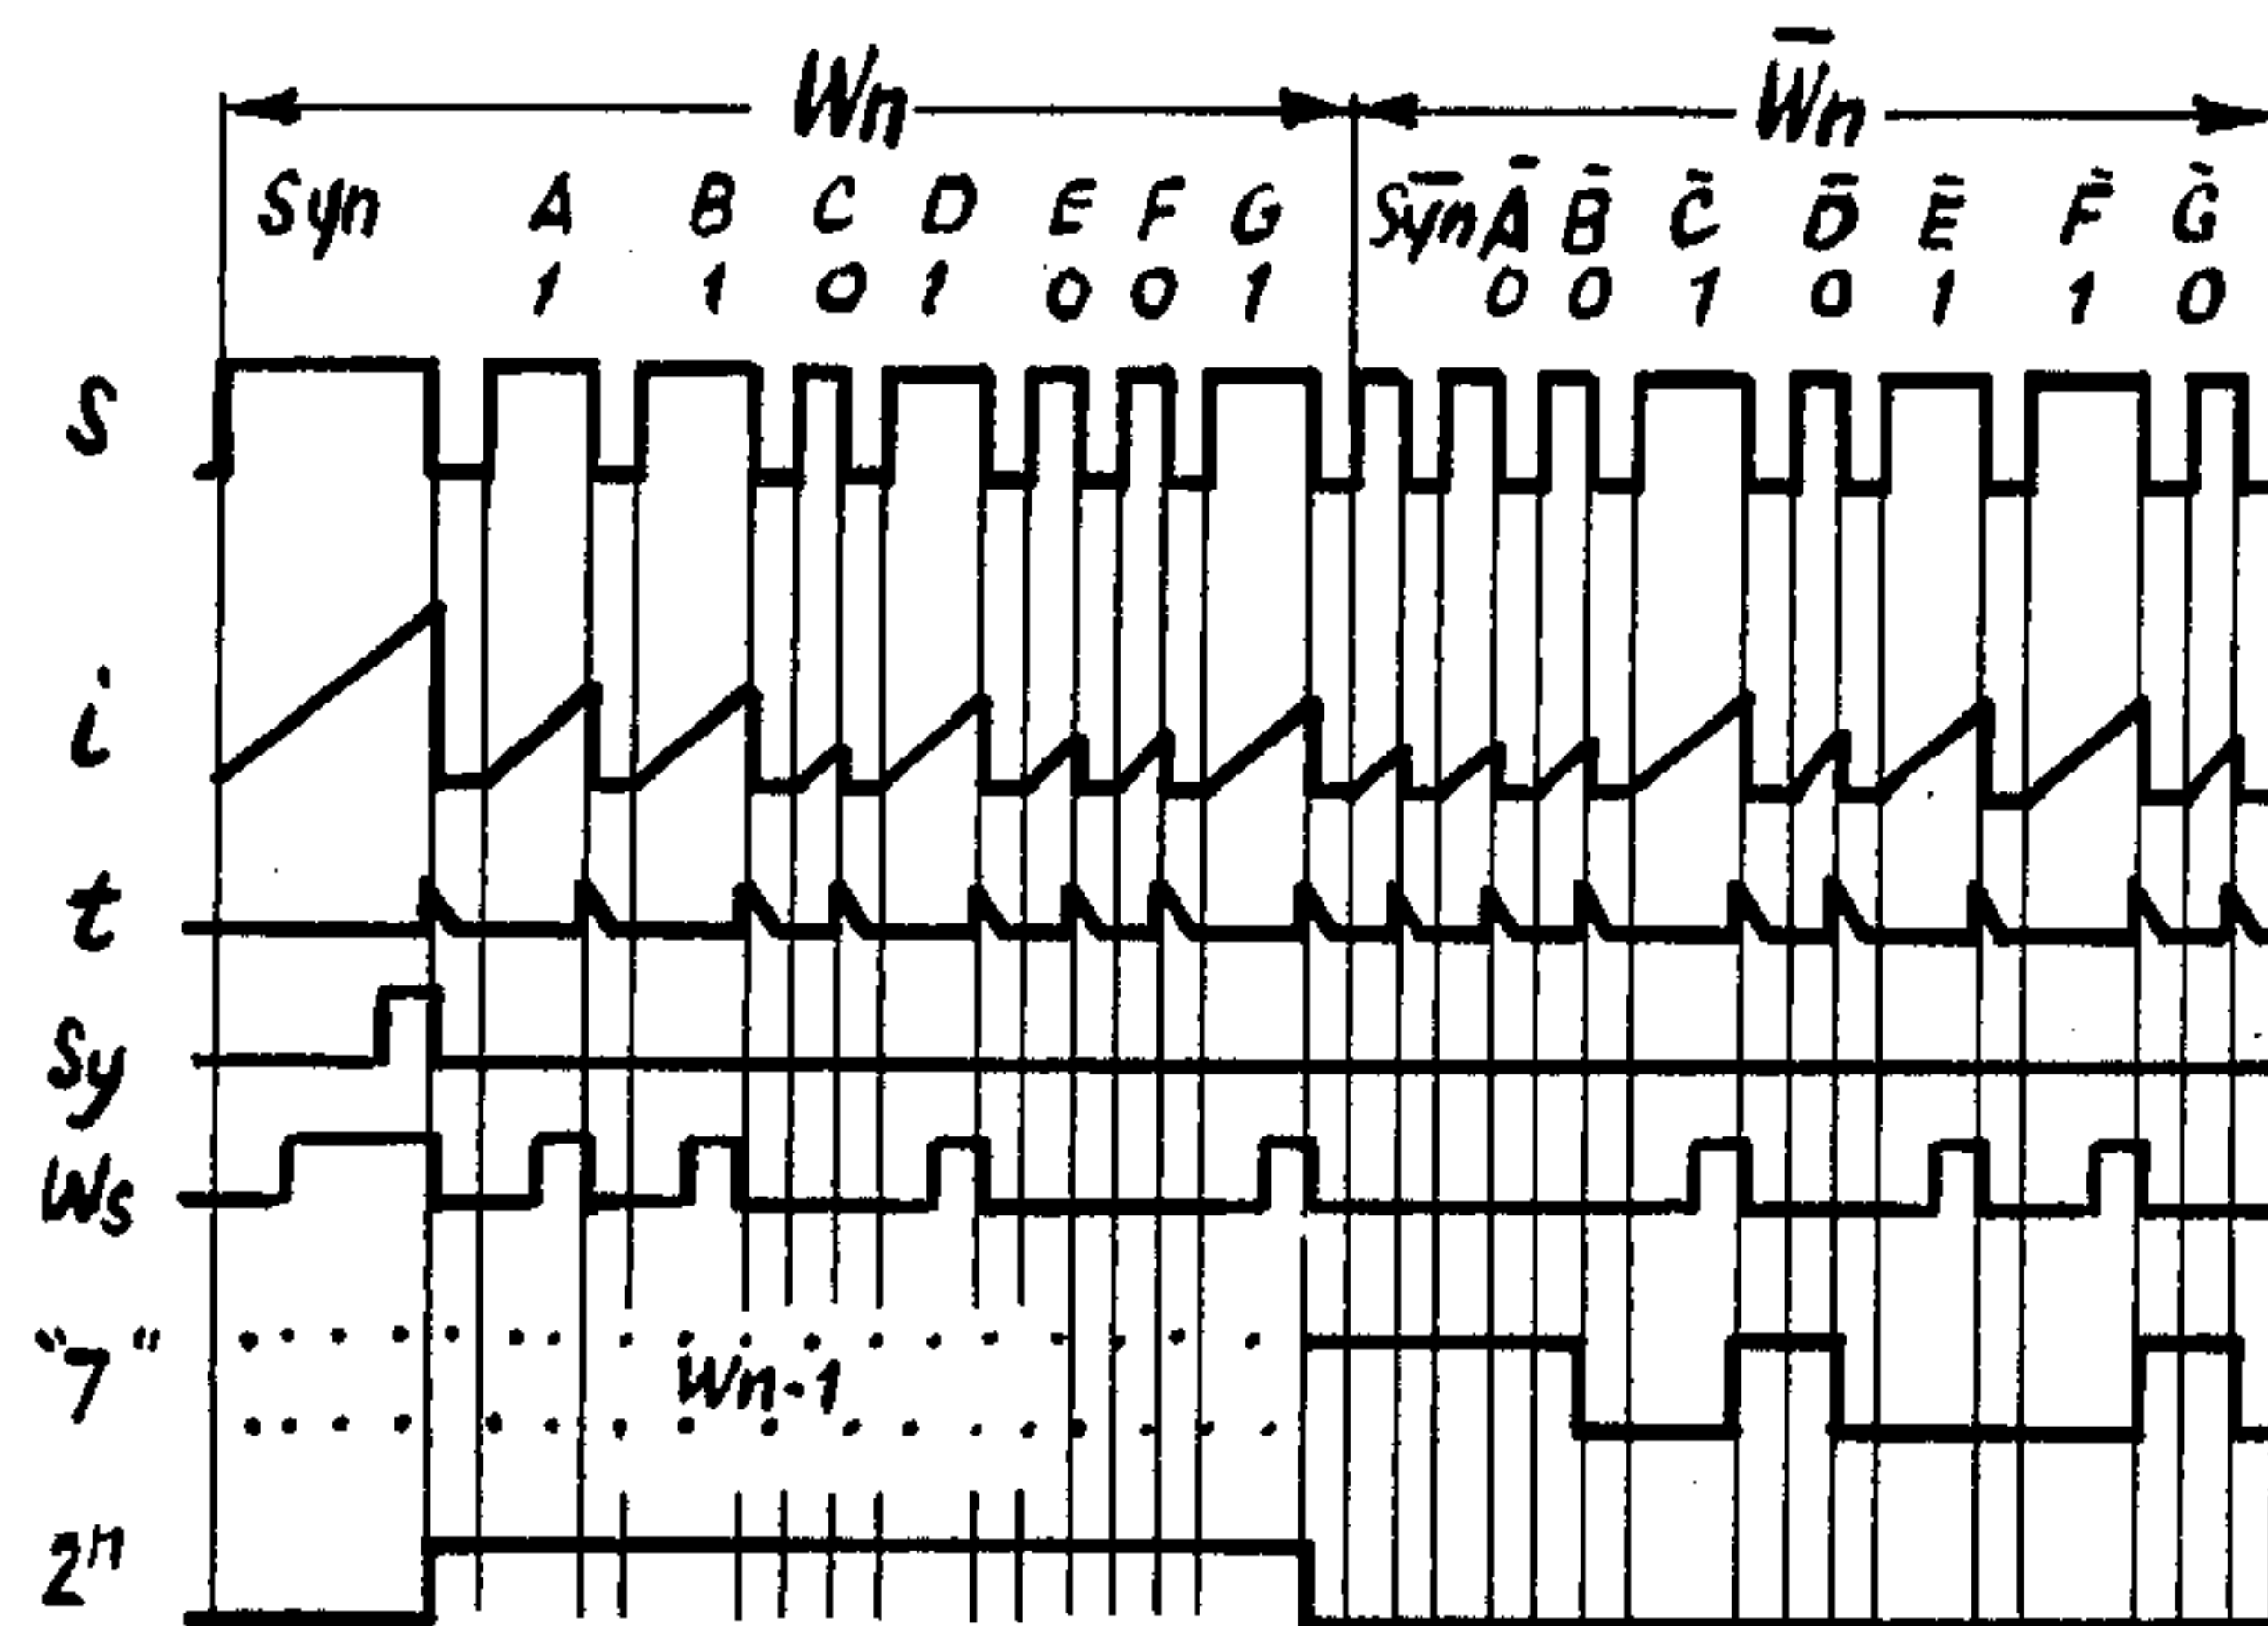 Wn W̅n̅
Syn A B C D E F G S̅y̅n̅ A̅ B̅ C̅ D̅ E̅ F̅ G̅
1 1 0 1 0 0 1 0 0 1 0 1 1 0
S
i
t
Sy
Ws
"7"
Wn-1
2ⁿ